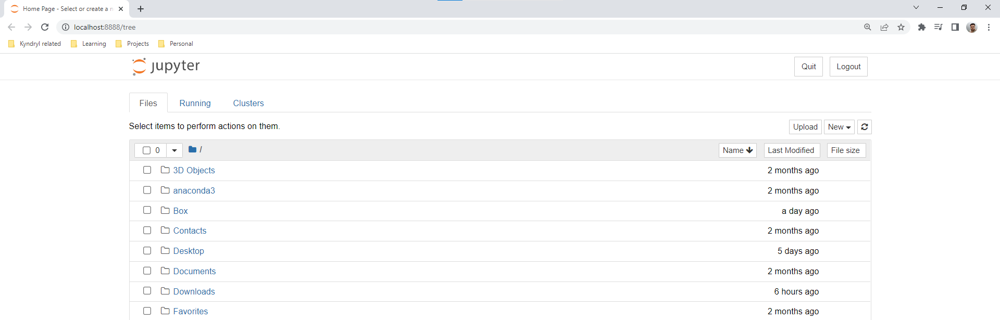 Home Page - Select or create a n
localhost:8888/tree
Kyndryl related Learning Projects Personal
jupyter Quit Logout
Files Running Clusters
Select items to perform actions on them. Upload New
0 / Name Last Modified File size
3D Objects 2 months ago
anaconda3 2 months ago
Box a day ago
Contacts 2 months ago
Desktop 5 days ago
Documents 2 months ago
Downloads 6 hours ago
Favorites 2 months ago